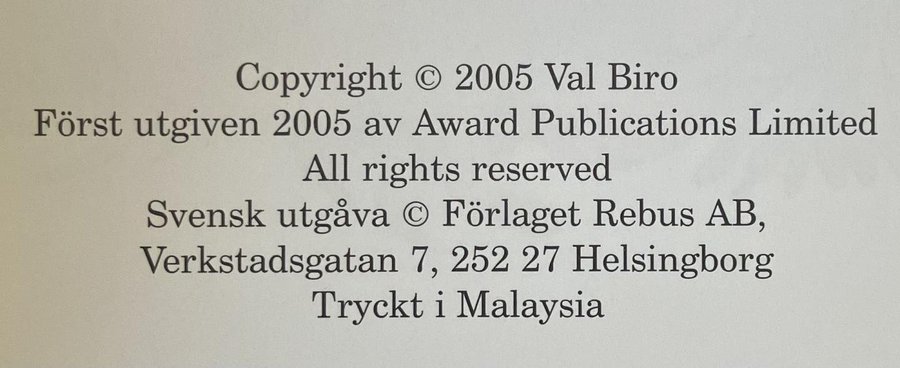 Copyright © 2005 Val Biro
Först utgiven 2005 av Award Publications Limited
All rights reserved
Svensk utgåva © Förlaget Rebus AB,
Verkstadsgatan 7, 252 27 Helsingborg
Tryckt i Malaysia